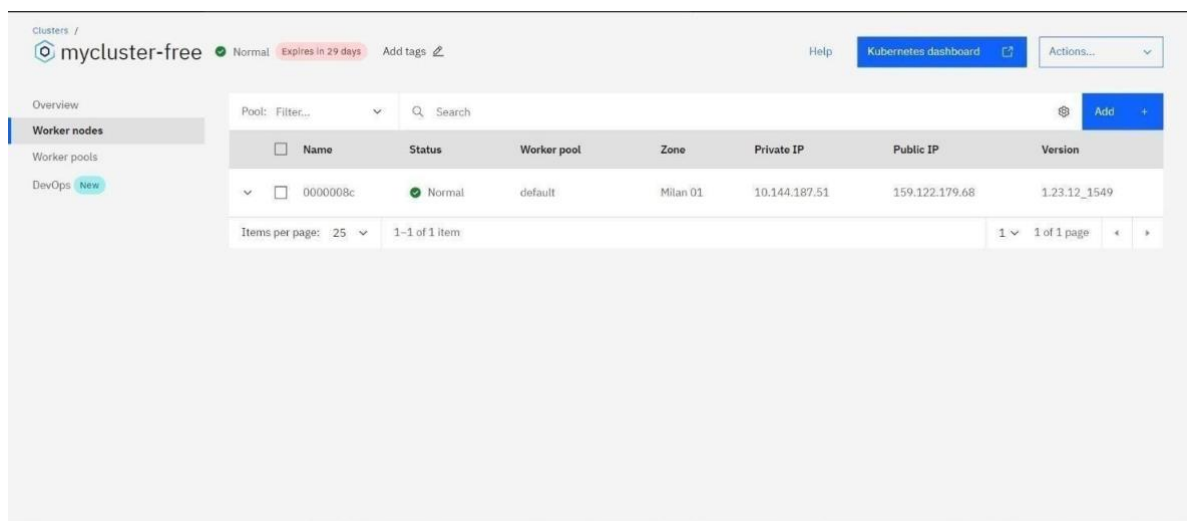 Clusters /
mycluster-free Normal Expires in 29 days Add tags Help Kubernetes dashboard Actions...
Overview
Worker nodes
Worker pools
DevOps New
Pool: Filter... Search Add +
Name Status Worker pool Zone Private IP Public IP Version
0000008c Normal default Milan 01 10.144.187.51 159.122.179.68 1.23.12_1549
Items per page: 25 1–1 of 1 item 1 1 of 1 page